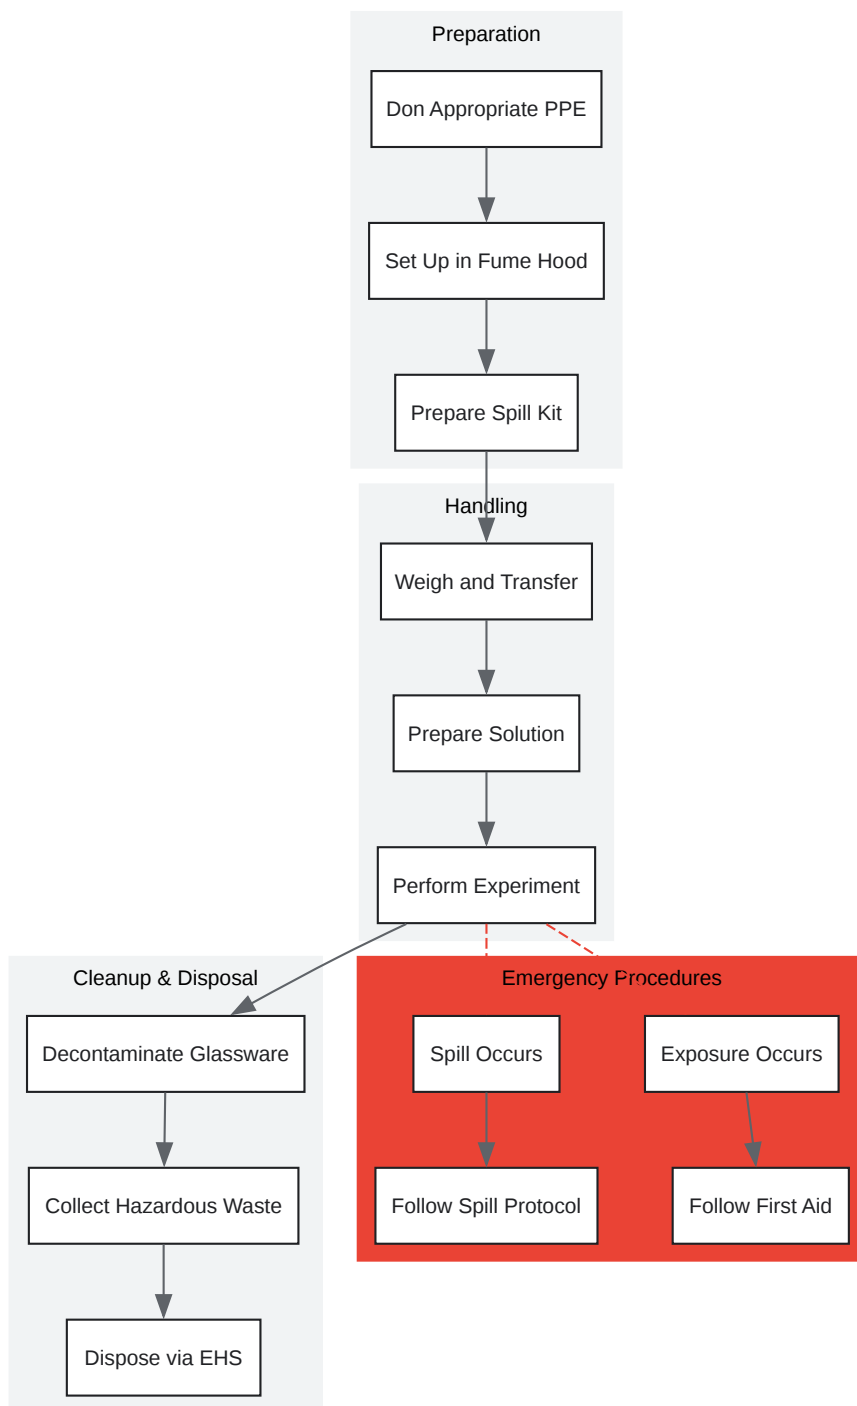 Preparation
Don Appropriate PPE
Set Up in Fume Hood
Prepare Spill Kit
Handling
Weigh and Transfer
Prepare Solution
Perform Experiment
Cleanup & Disposal
Decontaminate Glassware
Collect Hazardous Waste
Dispose via EHS
Emergency Procedures
Spill Occurs
Exposure Occurs
Follow Spill Protocol
Follow First Aid